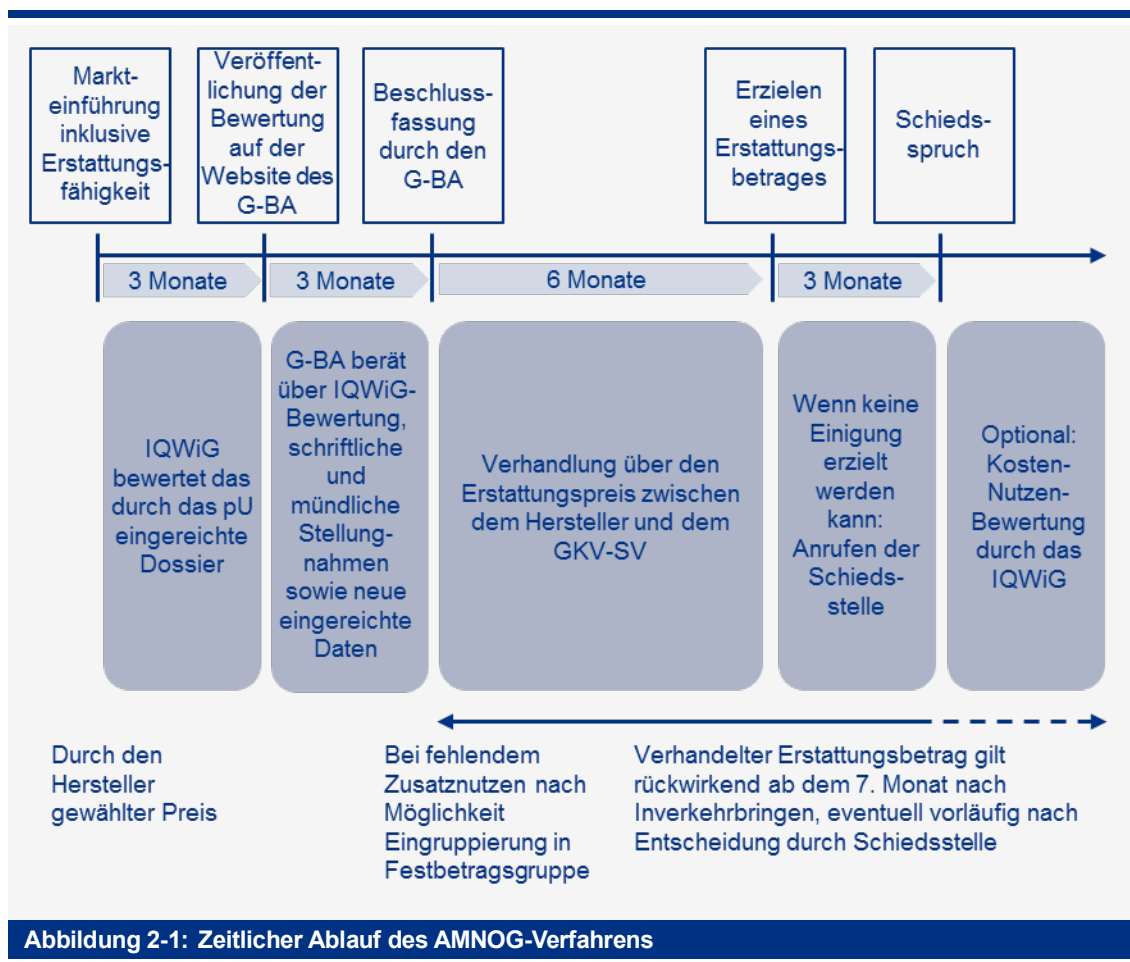 Markt-
einführung
inklusive
Erstattungs-
fähigkeit
Veröffent-
lichung der
Bewertung
auf der
Website des
G-BA
Beschluss-
fassung
durch den
G-BA
Erzielen
eines
Erstattungs-
betrages
Schieds-
spruch
3 Monate
3 Monate
6 Monate
3 Monate
IQWiG
bewertet das
durch das pU
eingereichte
Dossier
G-BA berät
über IQWiG-
Bewertung,
schriftliche
und
mündliche
Stellung-
nahmen
sowie neue
eingereichte
Daten
Verhandlung über den
Erstattungspreis zwischen
dem Hersteller und dem
GKV-SV
Wenn keine
Einigung
erzielt
werden
kann:
Anrufen der
Schieds-
stelle
Optional:
Kosten-
Nutzen-
Bewertung
durch das
IQWiG
Durch den
Hersteller
gewählter Preis
Bei fehlendem
Zusatznutzen nach
Möglichkeit
Eingruppierung in
Festbetragsgruppe
Verhandelter Erstattungsbetrag gilt
rückwirkend ab dem 7. Monat nach
Inverkehrbringen, eventuell vorläufig nach
Entscheidung durch Schiedsstelle
Abbildung 2-1: Zeitlicher Ablauf des AMNOG-Verfahrens